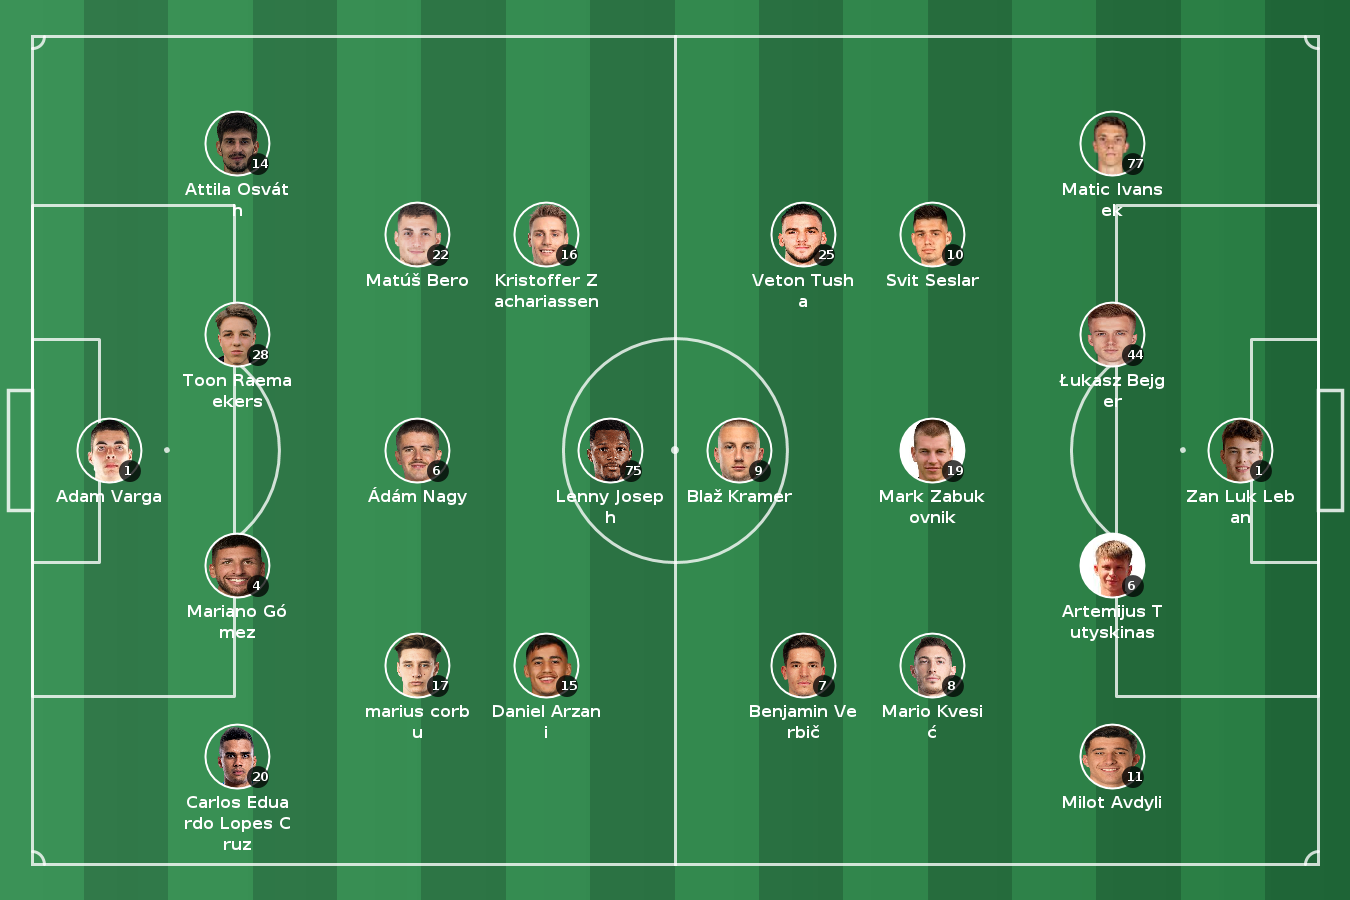 14
Attila Osvát
h
77
Matic Ivans
ek
22
Matúš Bero
16
Kristoffer Z
achariassen
25
Veton Tush
a
10
Svit Seslar
28
Toon Raema
ekers
44
Łukasz Bejg
er
1
Adam Varga
6
Ádám Nagy
75
Lenny Josep
h
9
Blaž Kramer
19
Mark Zabuk
ovnik
1
Zan Luk Leb
an
4
Mariano Gó
mez
6
Artemijus T
utyskinas
17
marius corb
u
15
Daniel Arzan
i
7
Benjamin Ve
rbič
8
Mario Kvesi
ć
20
Carlos Edua
rdo Lopes C
ruz
11
Milot Avdyli